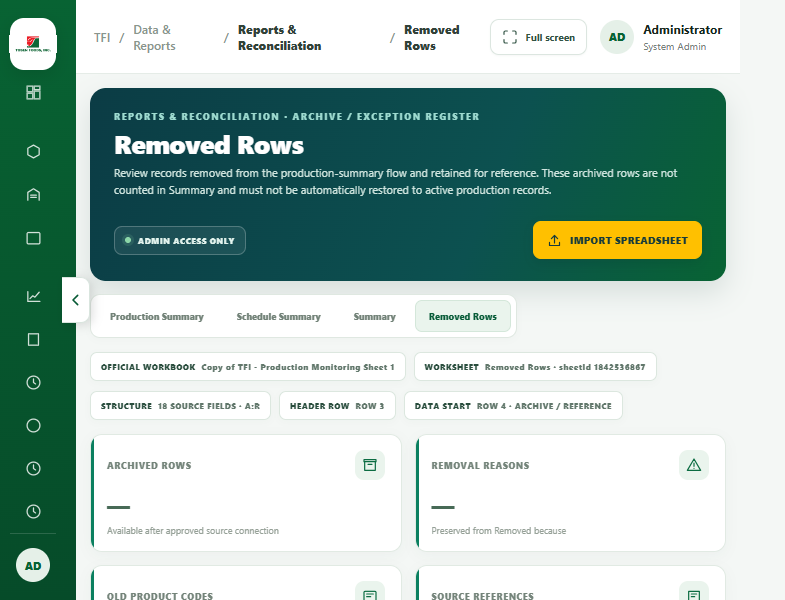 TFI / Data & Reports / Reports & Reconciliation / Removed Rows
Full screen
AD
Administrator
System Admin
REPORTS & RECONCILIATION · ARCHIVE / EXCEPTION REGISTER
Removed Rows
Review records removed from the production-summary flow and retained for reference. These archived rows are not
counted in Summary and must not be automatically restored to active production records.
ADMIN ACCESS ONLY
IMPORT SPREADSHEET
Production Summary
Schedule Summary
Summary
Removed Rows
OFFICIAL WORKBOOK Copy of TFI - Production Monitoring Sheet 1
WORKSHEET Removed Rows · sheetId 1842536867
STRUCTURE 18 SOURCE FIELDS · A:R
HEADER ROW ROW 3
DATA START ROW 4 · ARCHIVE / REFERENCE
ARCHIVED ROWS
—
Available after approved source connection
REMOVAL REASONS
—
Preserved from Removed because
OLD PRODUCT CODES
SOURCE REFERENCES
AD